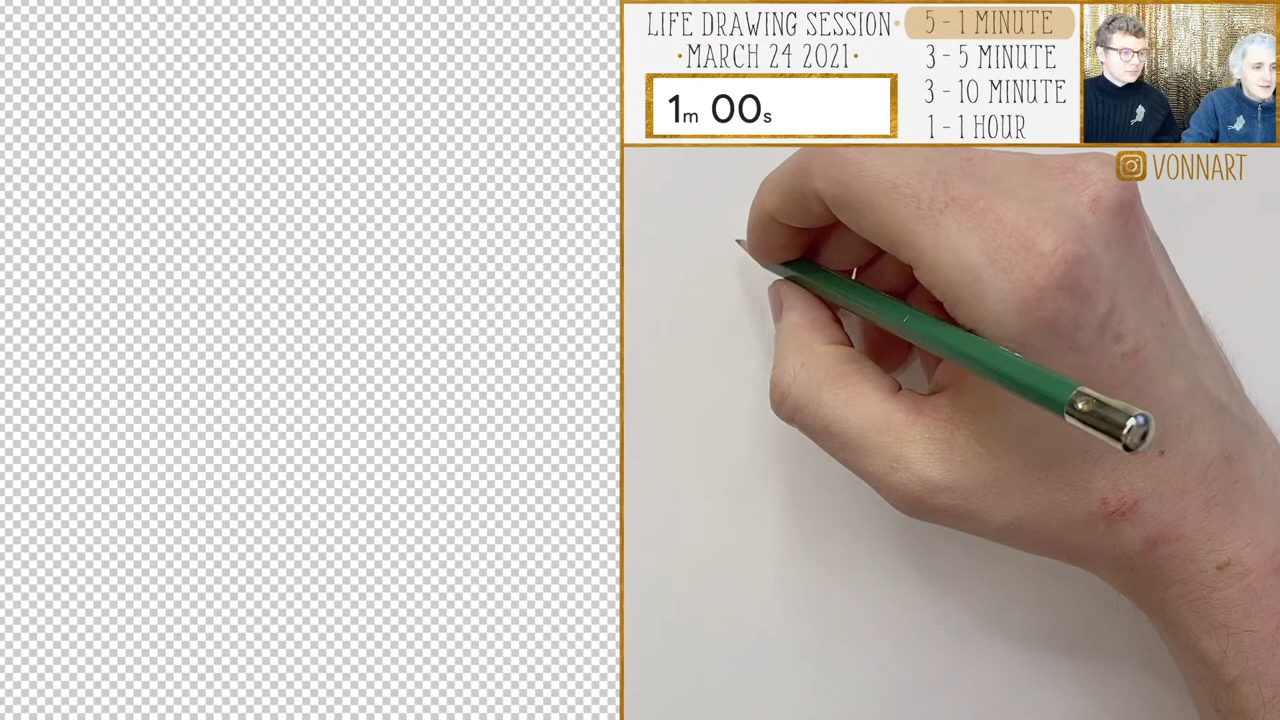 LIFE DRAWING SESSION
• MARCH 24 2021 •
1m 00s
5 - 1 MINUTE
3 - 5 MINUTE
3 - 10 MINUTE
1 - 1 HOUR
VONNART